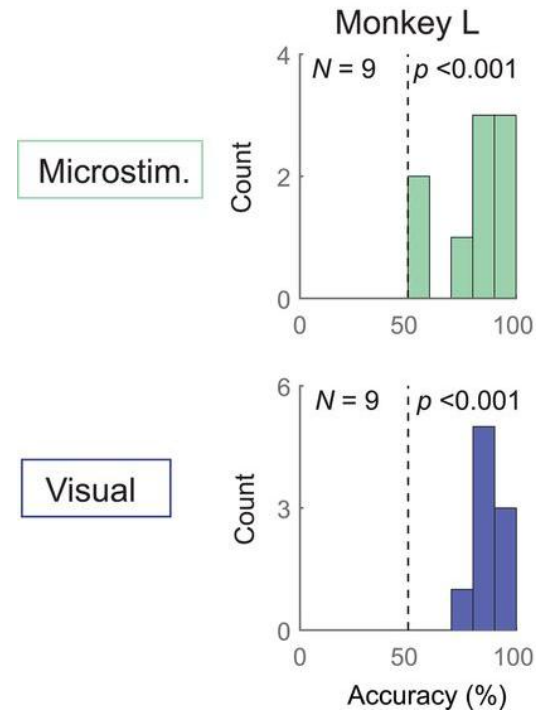 Monkey L
Microstim.
N = 9 p <0.001
Count
4
2
0
0 50 100
Visual
N = 9 p <0.001
Count
6
3
0
0 50 100
Accuracy (%)